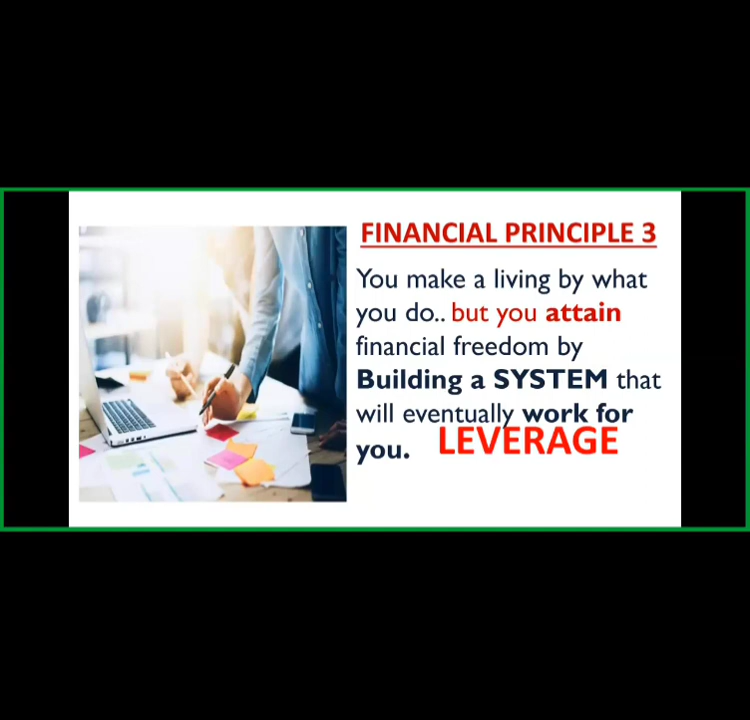 FINANCIAL PRINCIPLE 3
You make a living by what
you do.. but you attain
financial freedom by
Building a SYSTEM that
will eventually work for
you. LEVERAGE